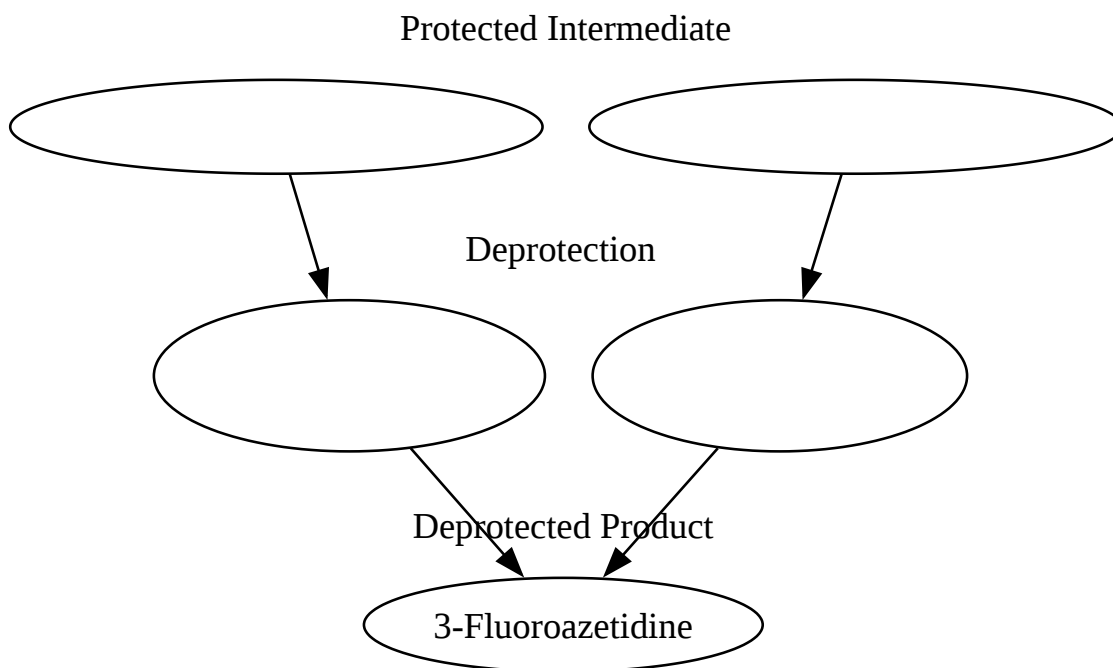 Protected Intermediate
Deprotection
Deprotected Product
3-Fluoroazetidine